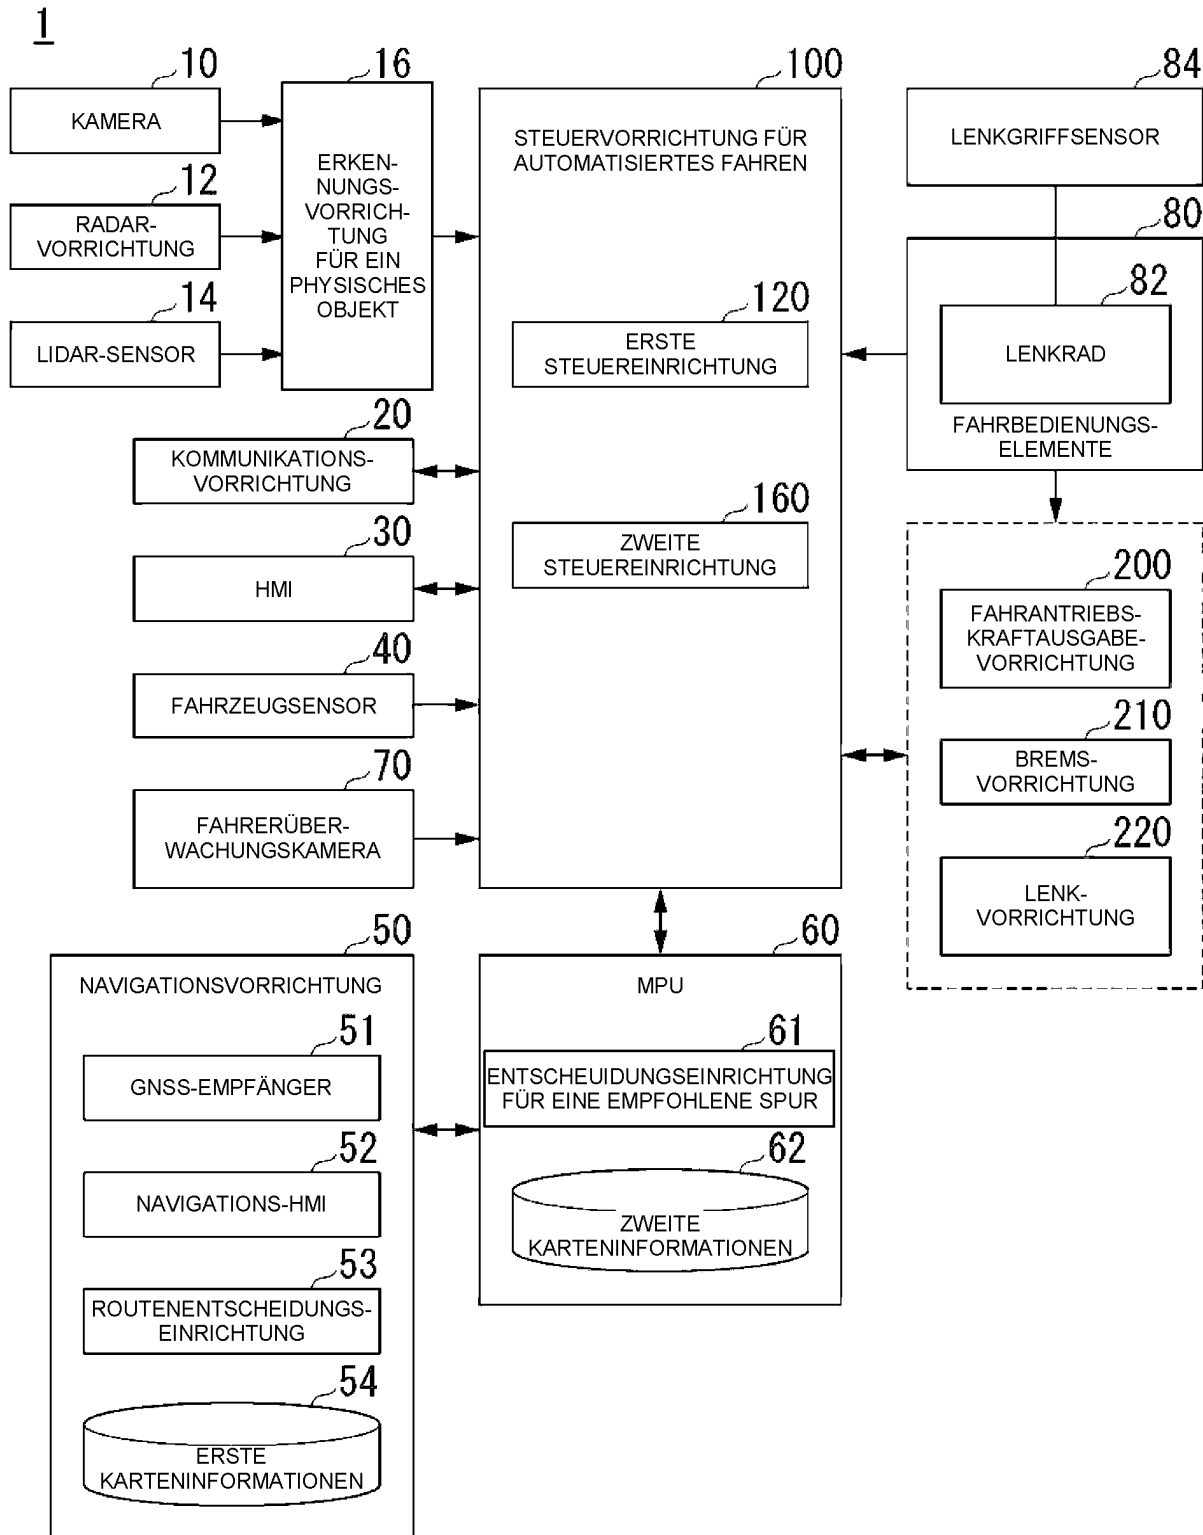 1
10
KAMERA
12
RADAR-
VORRICHTUNG
14
LIDAR-SENSOR
16
ERKEN-
NUNGS-
VORRICH-
TUNG
FÜR EIN
PHYSISCHES
OBJEKT
100
STEUERVORRICHTUNG FÜR
AUTOMATISIERTES FAHREN
120
ERSTE
STEUEREINRICHTUNG
160
ZWEITE
STEUEREINRICHTUNG
84
LENKGRIFFSENSOR
80
82
LENKRAD
FAHRBEDIENUNGS-
ELEMENTE
20
KOMMUNIKATIONS-
VORRICHTUNG
30
HMI
40
FAHRZEUGSENSOR
70
FAHRERÜBER-
WACHUNGSKAMERA
200
FAHRANTRIEBS-
KRAFTAUSGABE-
VORRICHTUNG
210
BREMS-
VORRICHTUNG
220
LENK-
VORRICHTUNG
50
NAVIGATIONSVORRICHTUNG
51
GNSS-EMPFÄNGER
52
NAVIGATIONS-HMI
53
ROUTENENTSCHEIDUNGS-
EINRICHTUNG
54
ERSTE
KARTENINFORMATIONEN
60
MPU
61
ENTSCHEUIDUNGSEINRICHTUNG
FÜR EINE EMPFOHLENE SPUR
62
ZWEITE
KARTENINFORMATIONEN